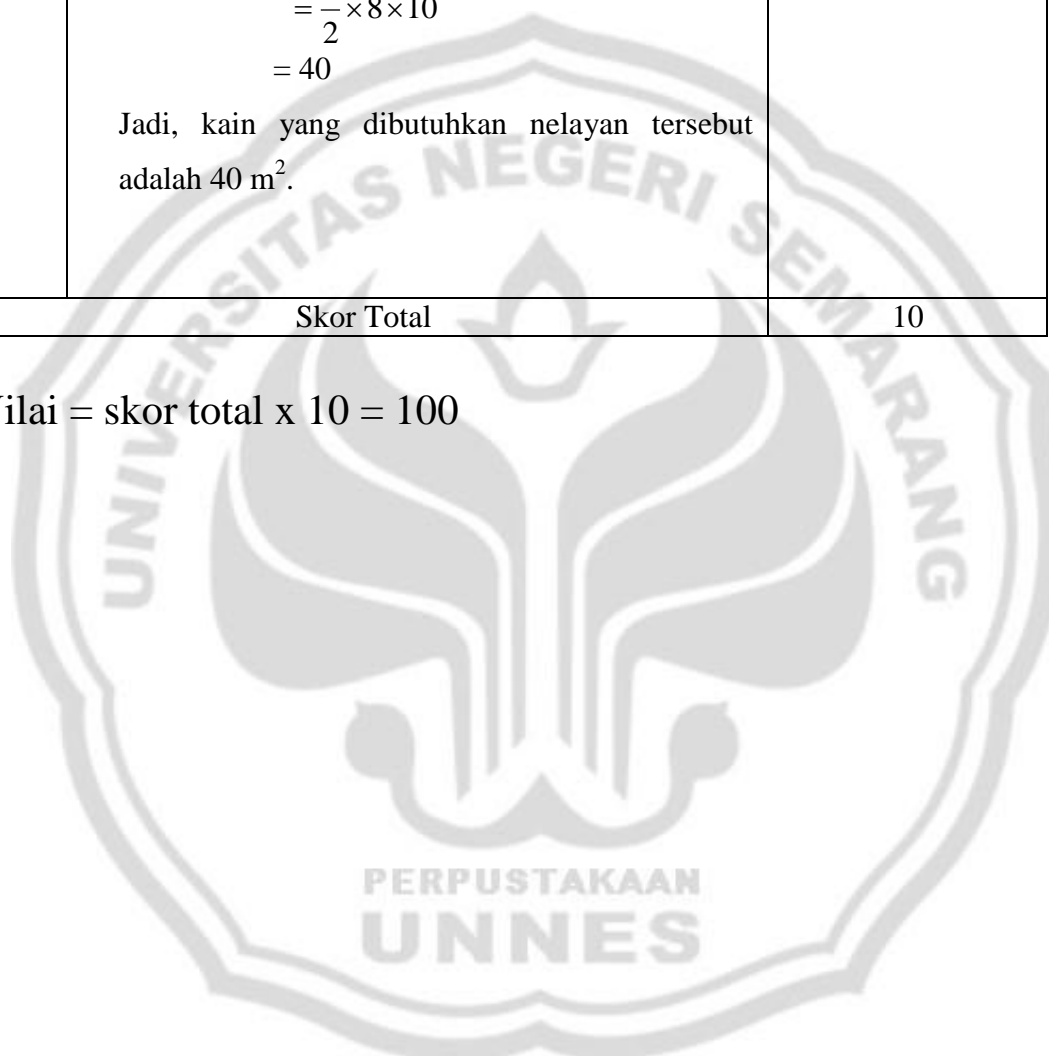 = — × 8 × 10
2
= 40
Jadi, kain yang dibutuhkan nelayan tersebut
adalah 40 m².
Skor Total 10
ilai = skor total x 10 = 100
UNIVERSITAS NEGERI SEMARANG
PERPUSTAKAAN
UNNES